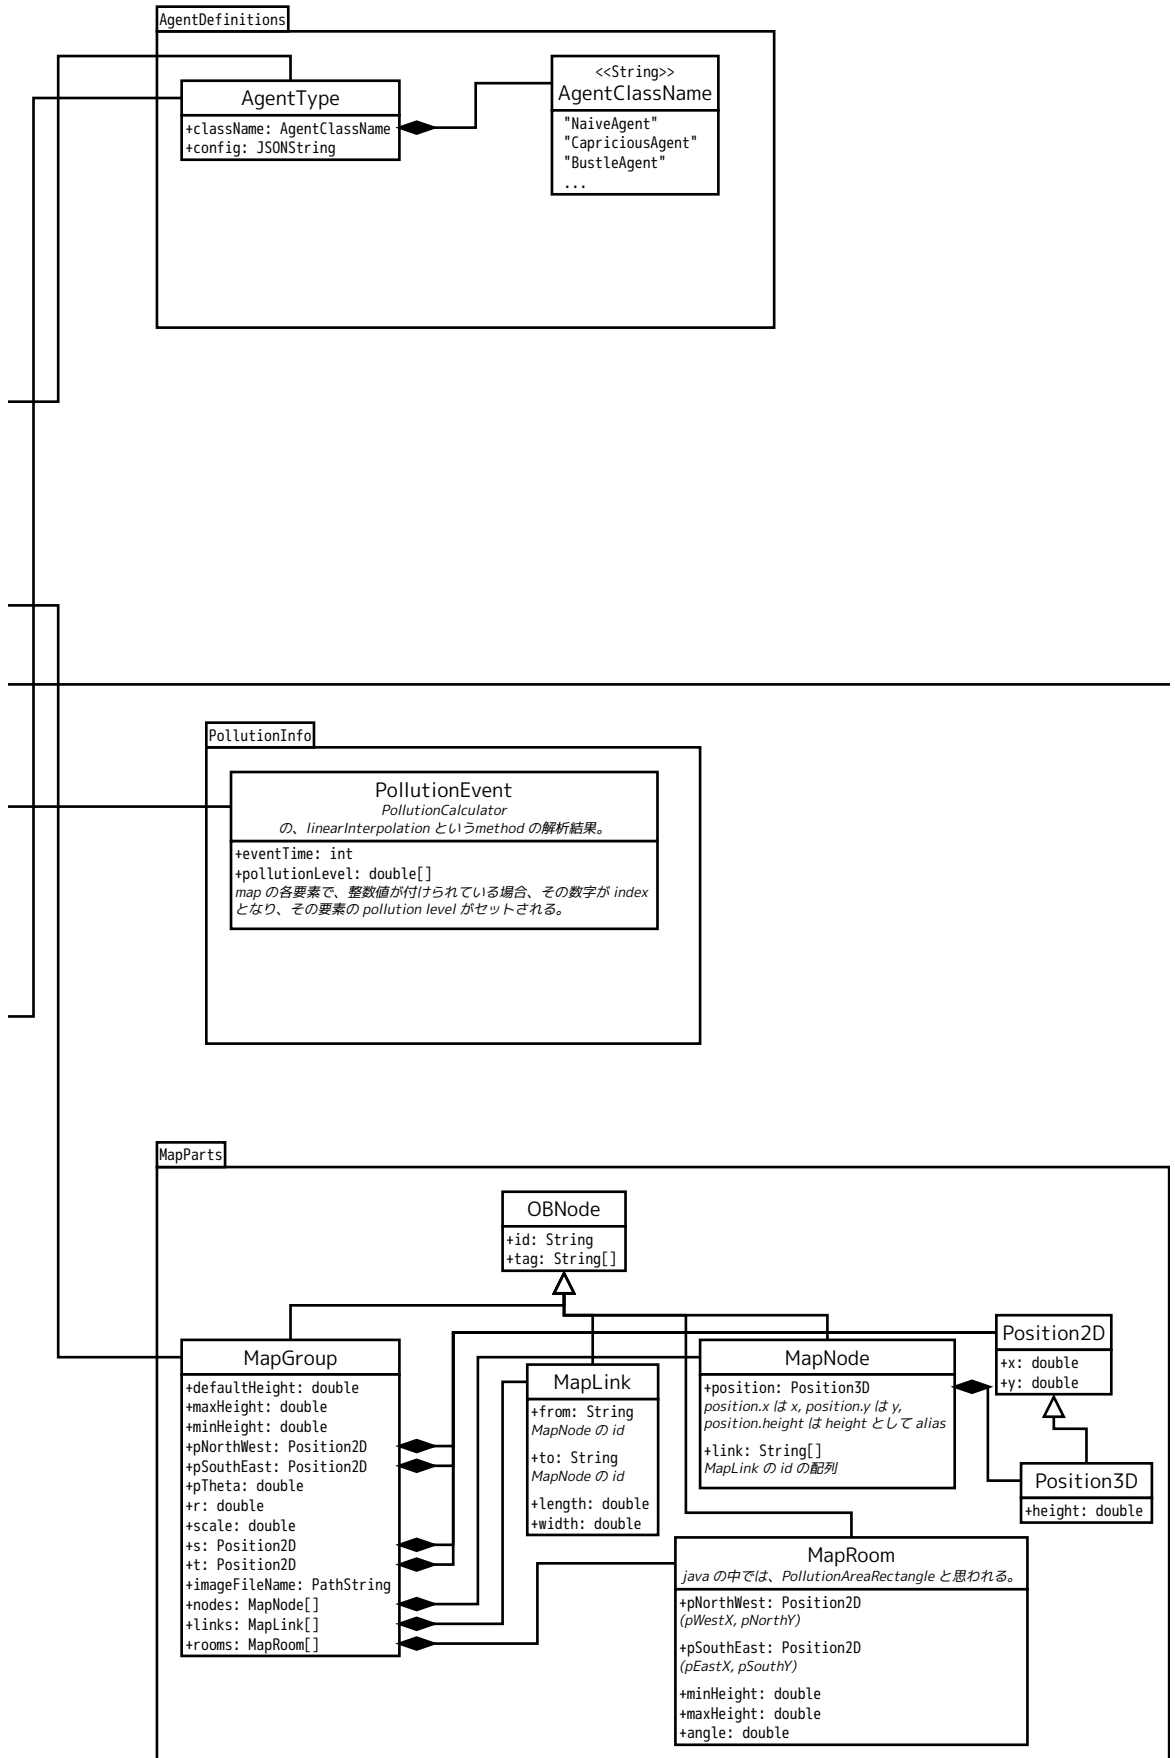 AgentDefinitions
AgentType
+className: AgentClassName
+config: JSONString
<<String>>
AgentClassName
"NaiveAgent"
"CapriciousAgent"
"BustleAgent"
...
PollutionInfo
PollutionEvent
PollutionCalculator
の、linearInterpolation というmethod の解析結果。
+eventTime: int
+pollutionLevel: double[]
map の各要素で、整数値が付けられている場合、その数字が index
となり、その要素の pollution level がセットされる。
MapParts
OBNode
+id: String
+tag: String[]
MapGroup
+defaultHeight: double
+maxHeight: double
+minHeight: double
+pNorthWest: Position2D
+pSouthEast: Position2D
+pTheta: double
+r: double
+scale: double
+s: Position2D
+t: Position2D
+imageFileName: PathString
+nodes: MapNode[]
+links: MapLink[]
+rooms: MapRoom[]
MapLink
+from: String
MapNode の id
+to: String
MapNode の id
+length: double
+width: double
MapNode
+position: Position3D
position.x は x, position.y は y,
position.height は height として alias
+link: String[]
MapLink の id の配列
Position2D
+x: double
+y: double
Position3D
+height: double
MapRoom
java の中では、PollutionAreaRectangle と思われる。
+pNorthWest: Position2D
(pWestX, pNorthY)
+pSouthEast: Position2D
(pEastX, pSouthY)
+minHeight: double
+maxHeight: double
+angle: double